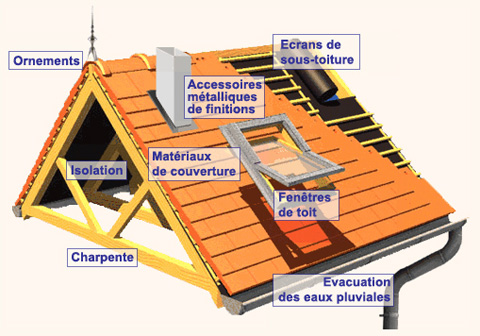 Ornements
Ecrans de
sous-toiture
Accessoires
métalliques
de finitions
Matériaux
de couverture
Isolation
Fenêtres
de toit
Charpente
Evacuation
des eaux pluviales